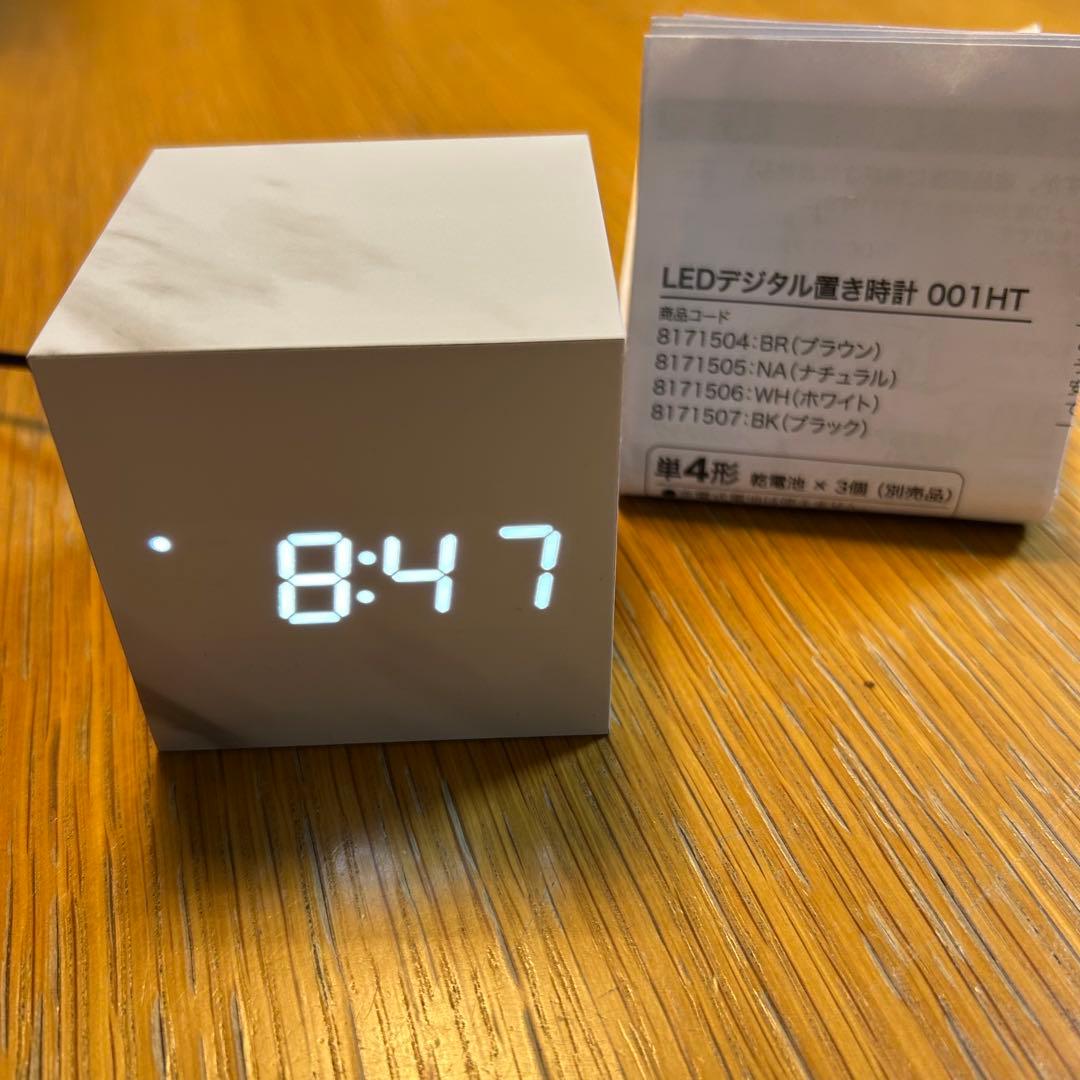 8:47
LEDデジタル置き時計 001HT
商品コード
8171504:BR(ブラウン)
8171505:NA(ナチュラル)
8171506:WH(ホワイト)
8171507:BK(ブラック)
単4形 乾電池 × 3個 (別売品)